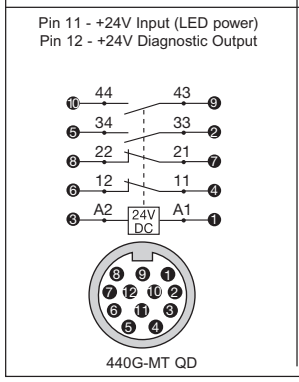 Pin 11 - +24V Input (LED power)
Pin 12 - +24V Diagnostic Output
10 44 43 9
5 34 33 2
8 22 21 7
6 12 11 4
3 A2 24V DC A1 1
8 9 1
7 12 10 2
6 11 3
5 4
440G-MT QD